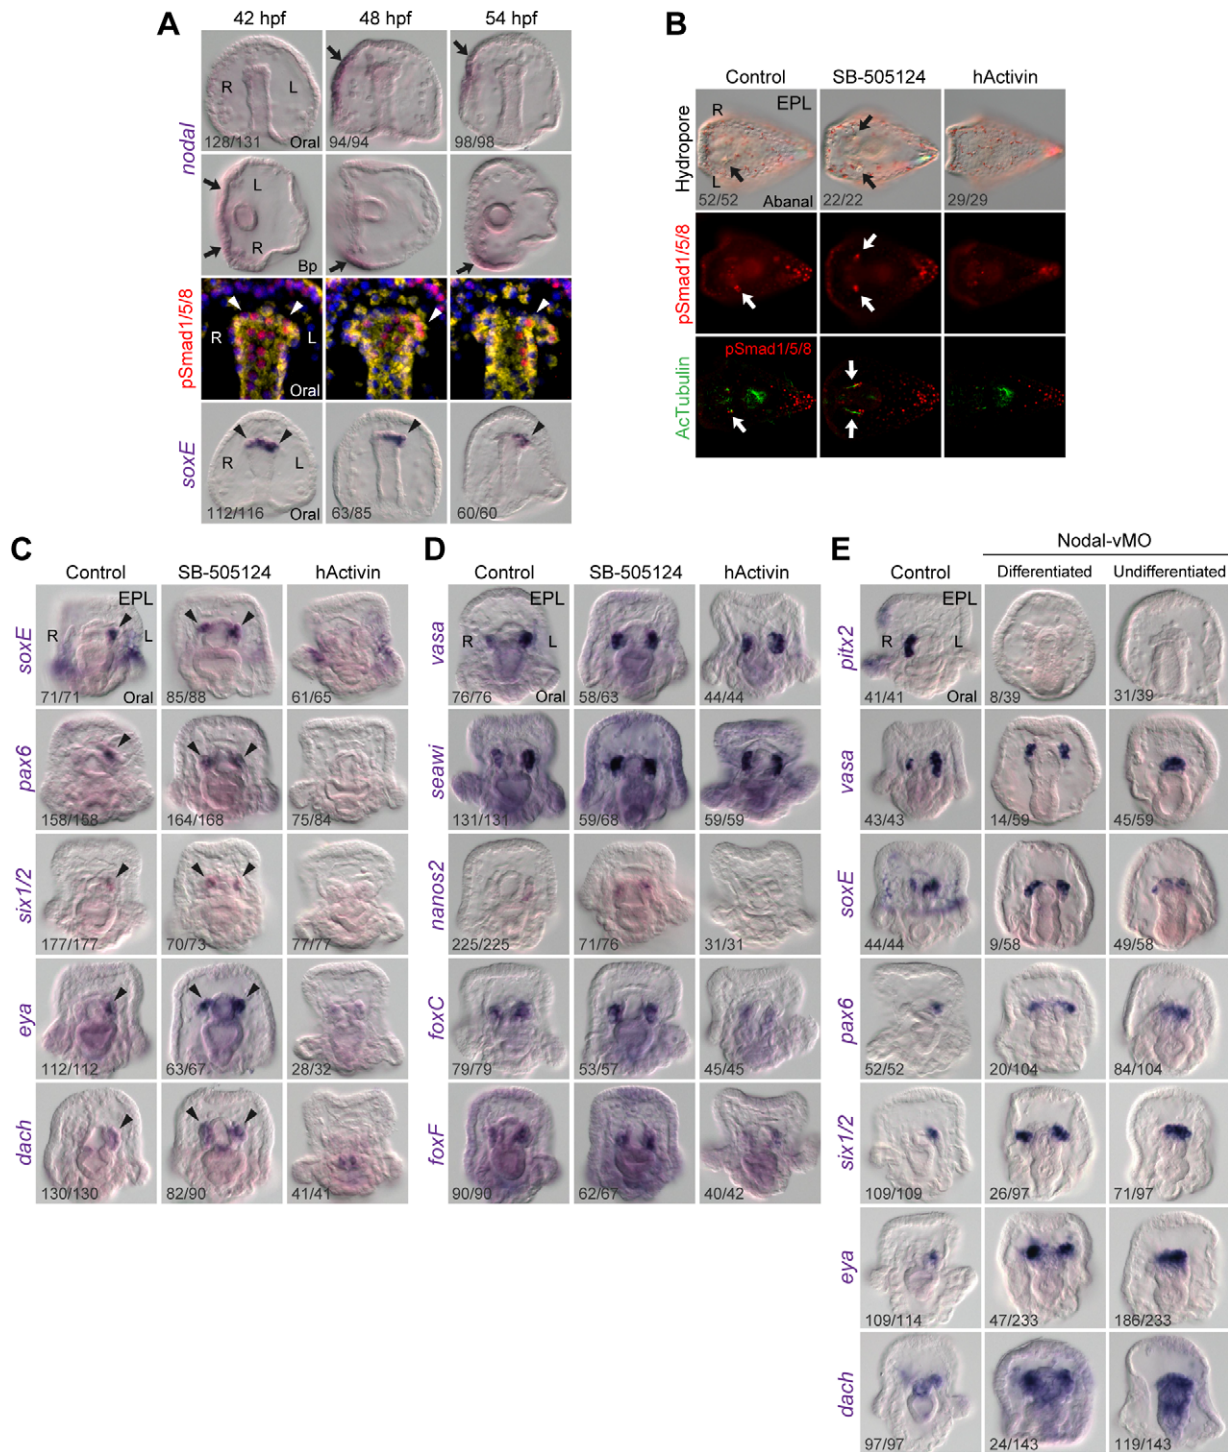 A
42 hpf
48 hpf
54 hpf
nodal
R
L
128/131
Oral
94/94
98/98
L
R
Bp
pSmad1/5/8
R
L
Oral
soxE
R
L
112/116
Oral
63/85
60/60
B
Control
SB-505124
hActivin
Hydropore
R
EPL
L
52/52
Abanal
22/22
29/29
pSmad1/5/8
AcTubulin
pSmad1/5/8
C
Control
SB-505124
hActivin
soxE
EPL
R
L
71/71
Oral
85/88
61/65
pax6
158/158
164/168
75/84
six1/2
177/177
70/73
77/77
eya
112/112
63/67
28/32
dach
130/130
82/90
41/41
D
Control
SB-505124
hActivin
vasa
EPL
R
L
76/76
Oral
58/63
44/44
seawi
131/131
59/68
59/59
nanos2
225/225
71/76
31/31
foxC
79/79
53/57
45/45
foxF
90/90
62/67
40/42
E
Nodal-vMO
Control
Differentiated
Undifferentiated
pitx2
EPL
R
L
41/41
Oral
8/39
31/39
vasa
43/43
14/59
45/59
soxE
44/44
9/58
49/58
pax6
52/52
20/104
84/104
six1/2
109/109
26/97
71/97
eya
109/114
47/233
186/233
dach
97/97
24/143
119/143